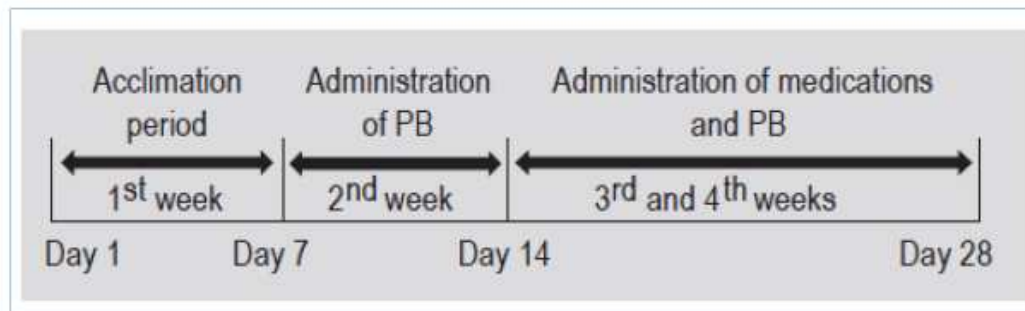 Acclimation period
Administration of PB
Administration of medications and PB
1st week
2nd week
3rd and 4th weeks
Day 1
Day 7
Day 14
Day 28